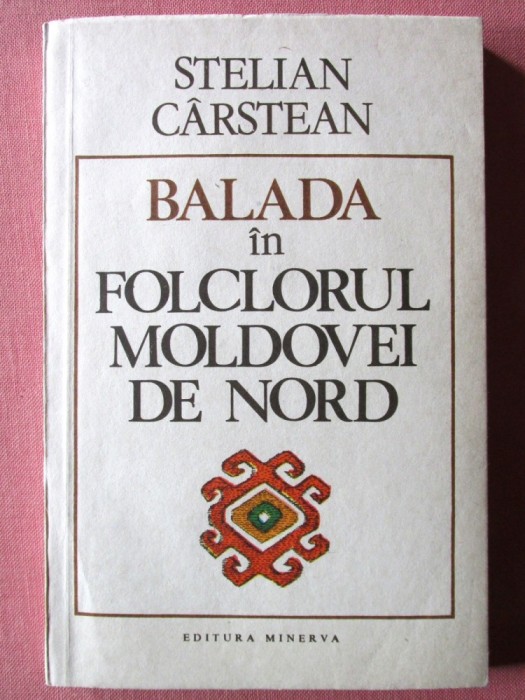 STELIAN
CÂRSTEAN
BALADA
în
FOLCLORUL
MOLDOVEI
DE NORD
EDITURA MINERVA